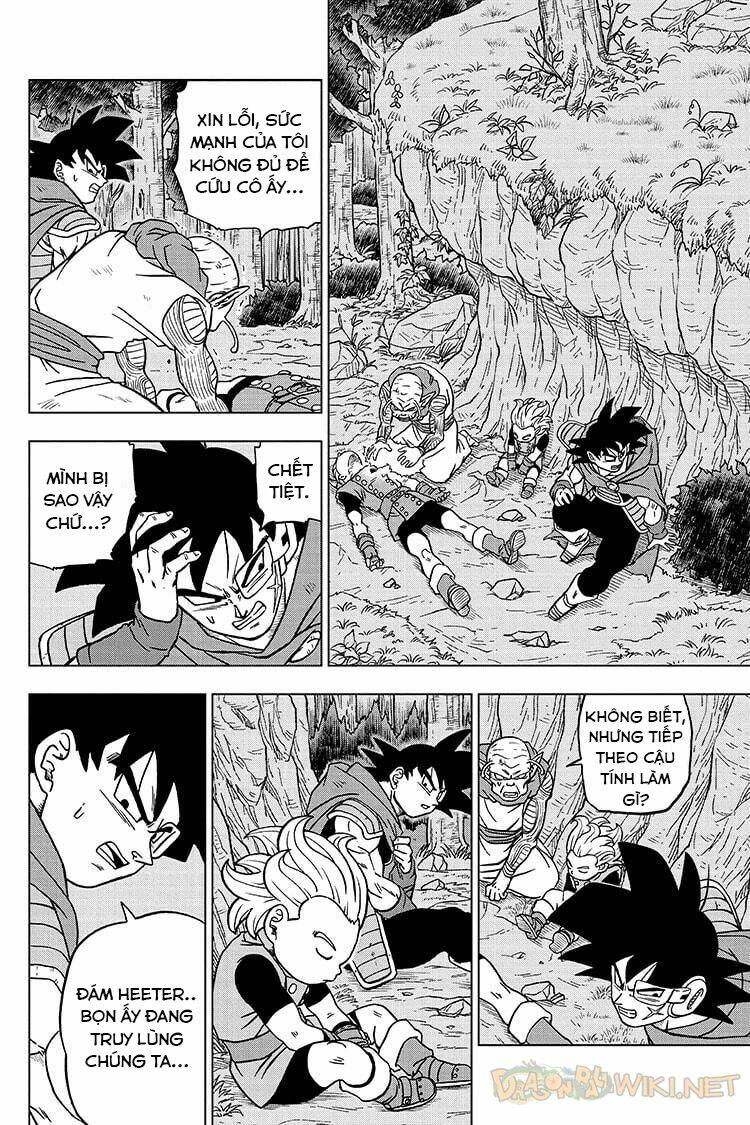 XIN LỖI, SỨC
MẠNH CỦA TÔI
KHÔNG ĐỦ ĐỂ
CỨU CÔ ẤY...
CHẾT
TIỆT.
MÌNH BỊ
SAO VẬY
CHỨ...?
KHÔNG BIẾT,
NHƯNG TIẾP
THEO CẬU
TÍNH LÀM
GÌ?
ĐÁM HEETER..
BỌN ẤY ĐANG
TRUY LÙNG
CHÚNG TA...
DRAGONBALLWIKI.NET